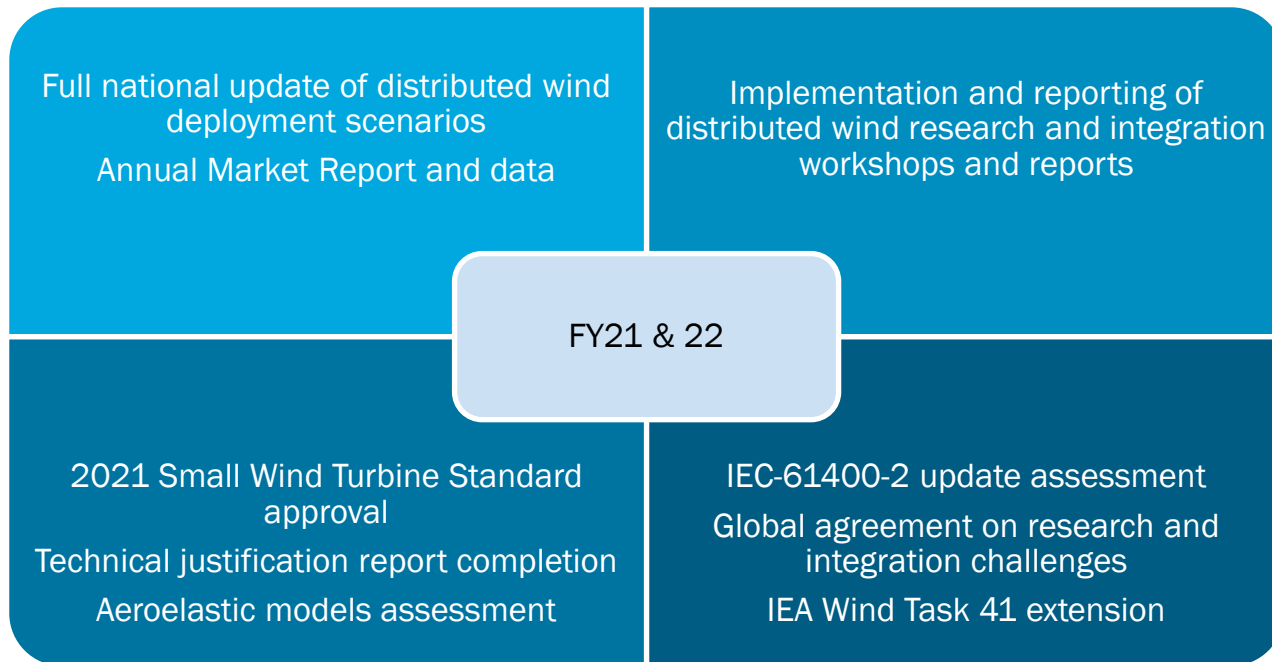 Full national update of distributed wind
deployment scenarios
Annual Market Report and data
Implementation and reporting of
distributed wind research and integration
workshops and reports
FY21 & 22
2021 Small Wind Turbine Standard
approval
Technical justification report completion
Aeroelastic models assessment
IEC-61400-2 update assessment
Global agreement on research and
integration challenges
IEA Wind Task 41 extension